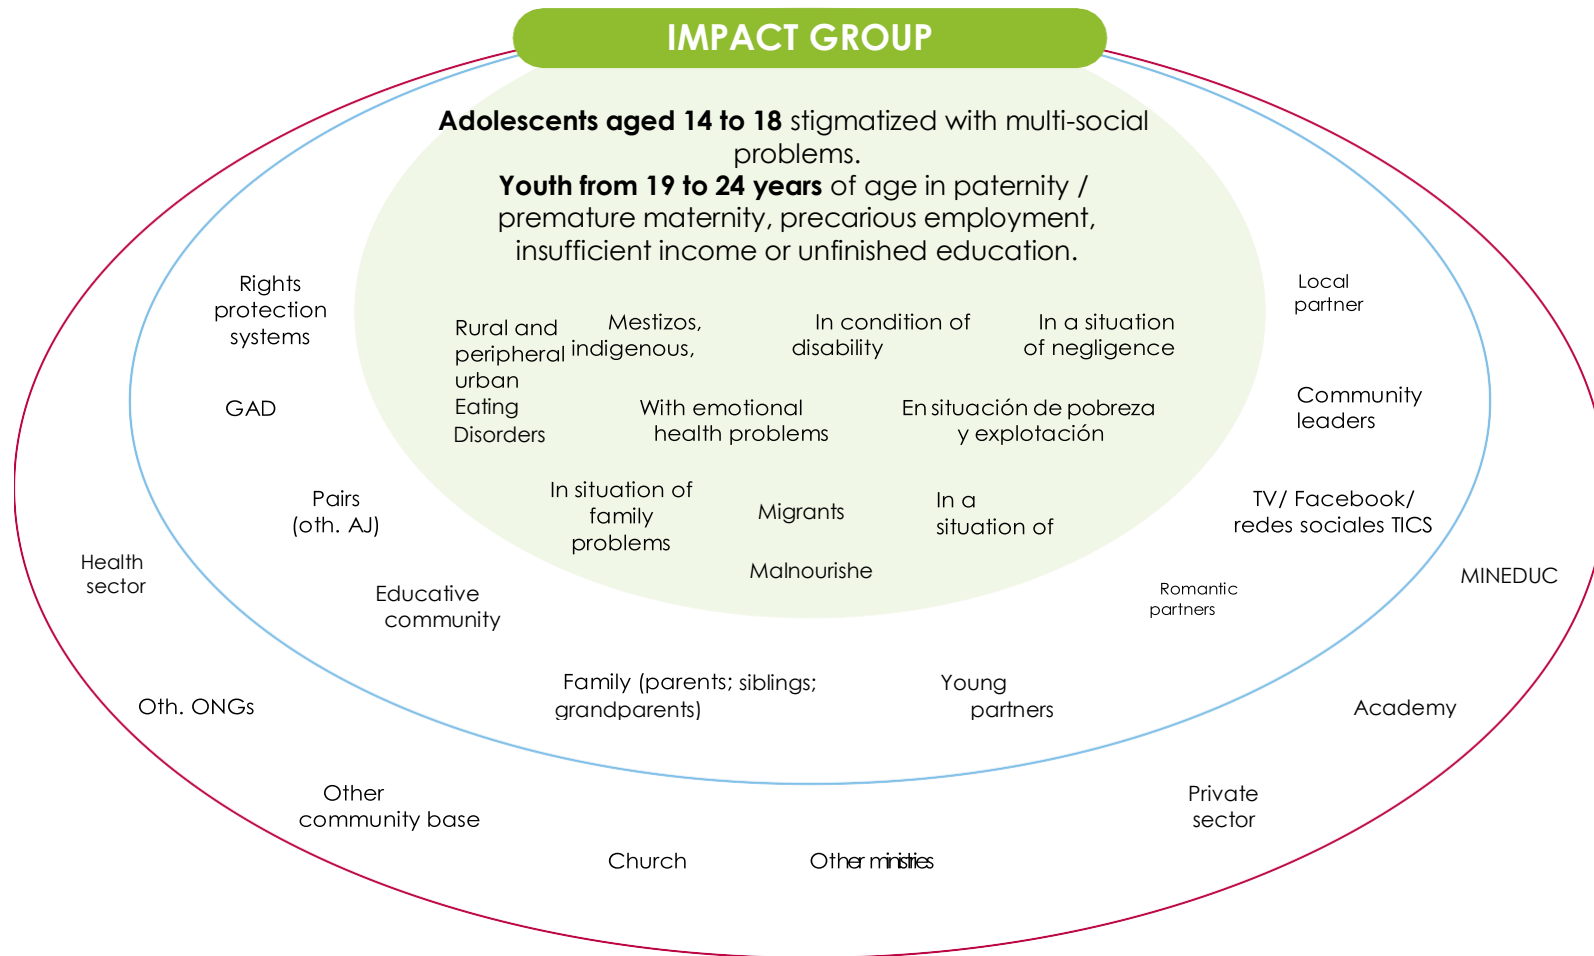 IMPACT GROUP
Adolescents aged 14 to 18 stigmatized with multi-social
problems.
Youth from 19 to 24 years of age in paternity /
premature maternity, precarious employment,
insufficient income or unfinished education.
Rights
protection
systems
Local
partner
Rural and
peripheral
urban
Mestizos,
indigenous,
In condition of
disability
In a situation
of negligence
GAD
Eating
Disorders
With emotional
health problems
En situación de pobreza
y explotación
Community
leaders
Pairs
(oth. AJ)
In situation of
family
problems
Migrants
In a
situation of
TV/ Facebook/
redes sociales TICS
Health
sector
Malnourishe
MINEDUC
Educative
community
Romantic
partners
Family (parents; siblings;
grandparents)
Young
partners
Oth. ONGs
Academy
Other
community base
Private
sector
Church
Other ministries